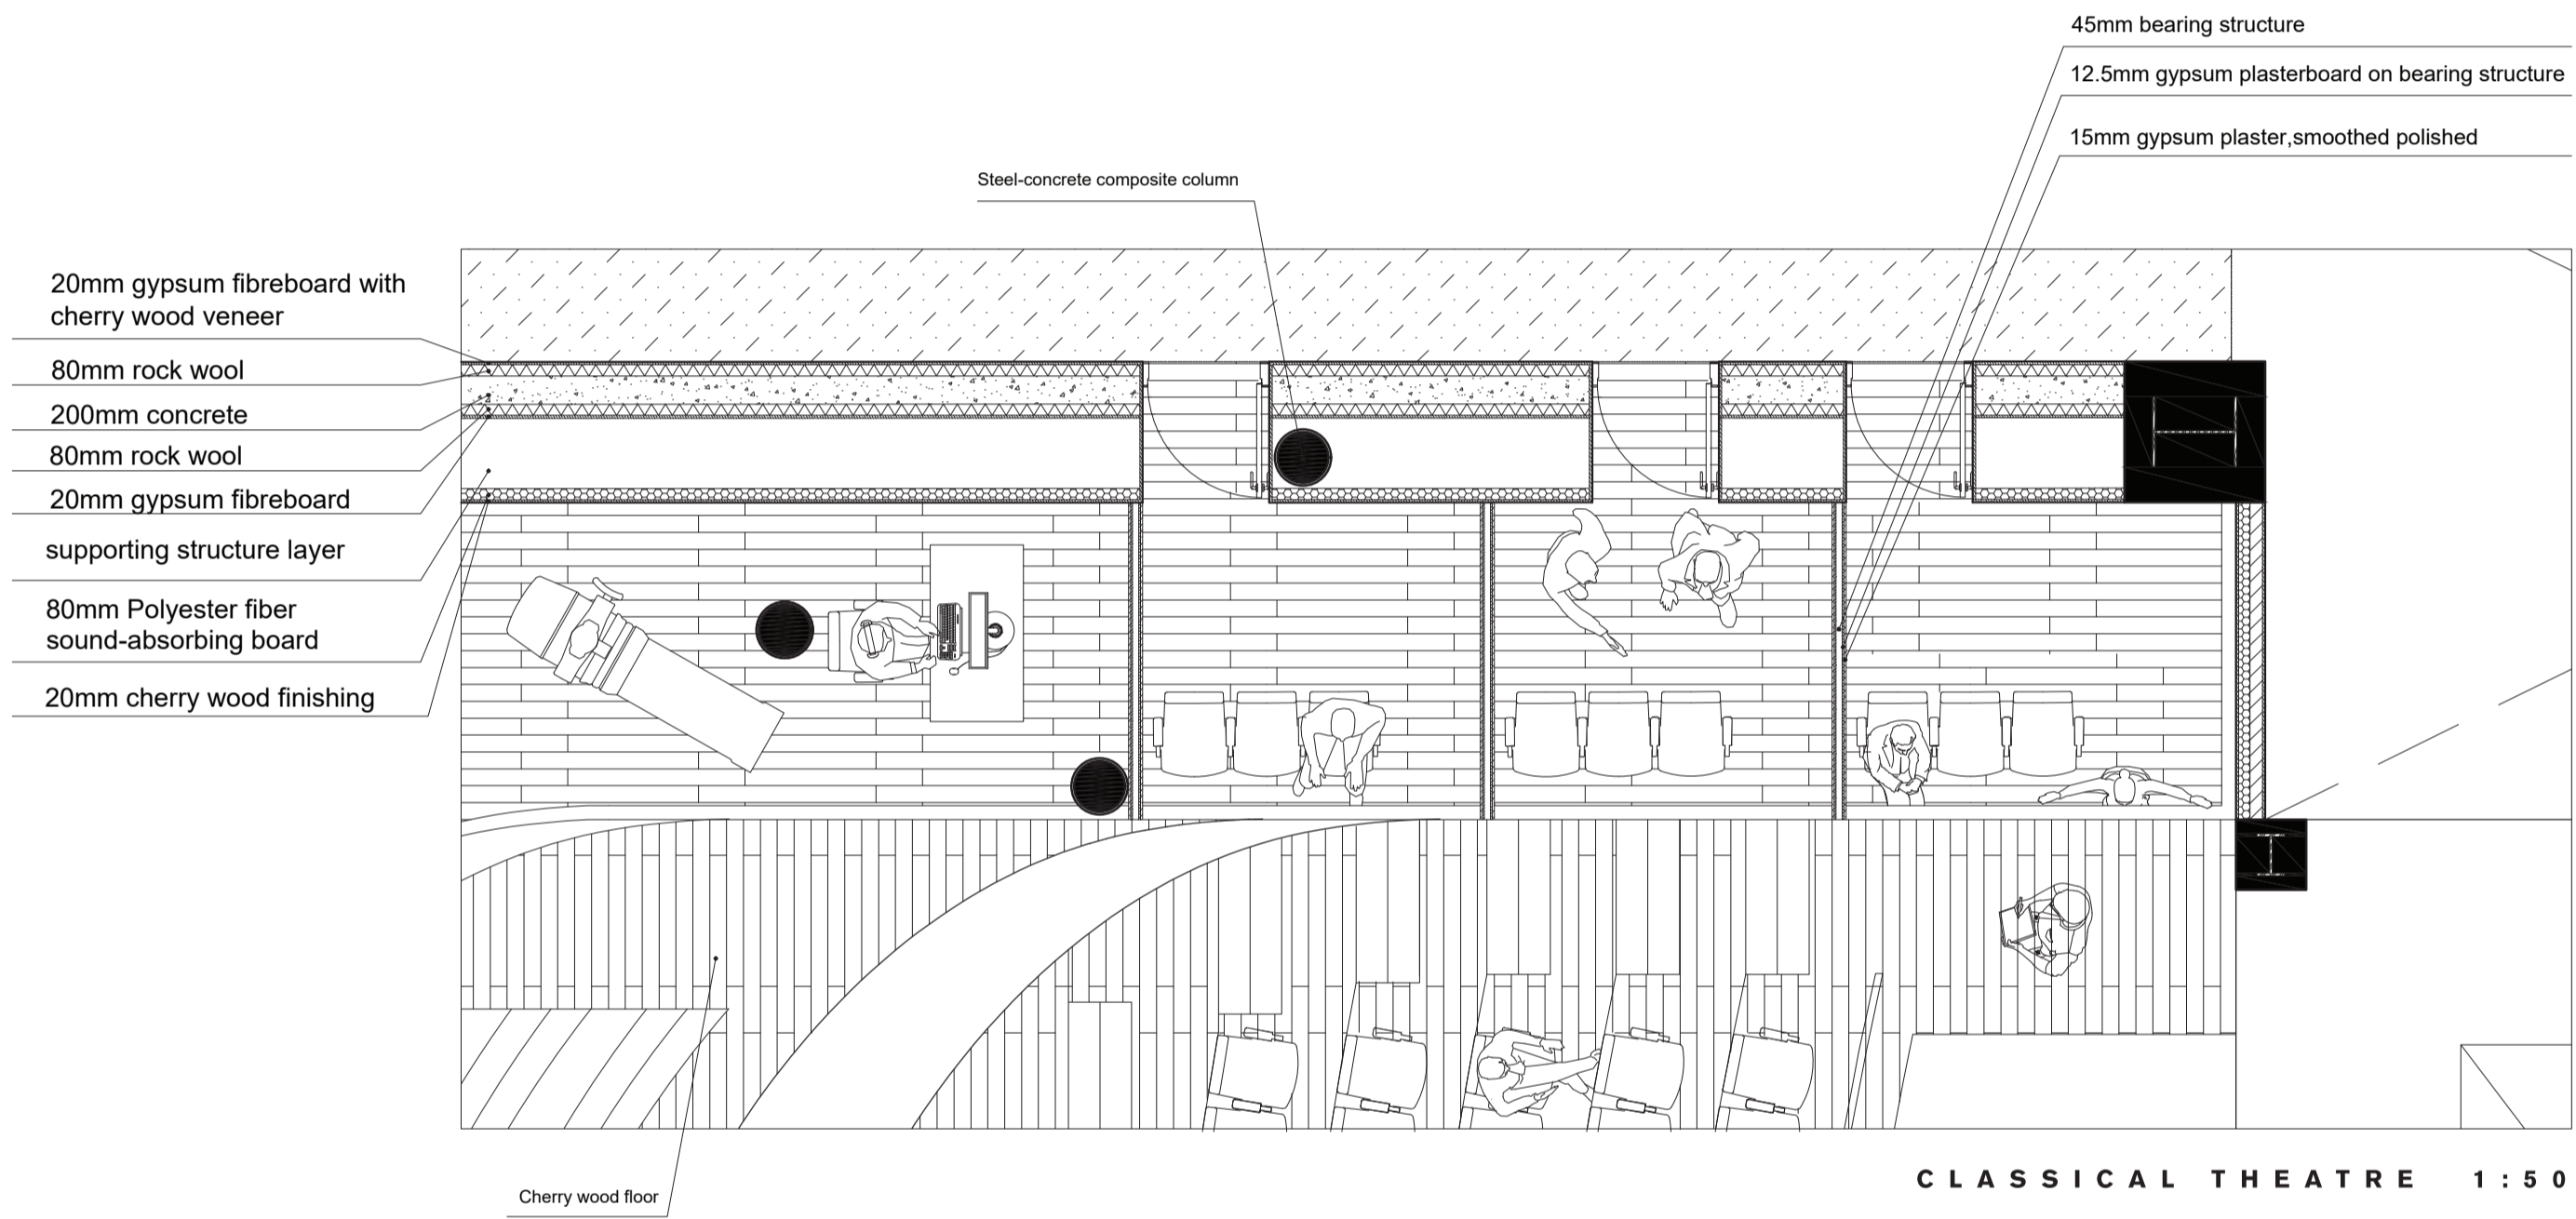 45mm bearing structure
12.5mm gypsum plasterboard on bearing structure
15mm gypsum plaster,smoothed polished
Steel-concrete composite column
20mm gypsum fibreboard with
cherry wood veneer
80mm rock wool
200mm concrete
80mm rock wool
20mm gypsum fibreboard
supporting structure layer
80mm Polyester fiber
sound-absorbing board
20mm cherry wood finishing
Cherry wood floor
CLASSICAL THEATRE 1:50